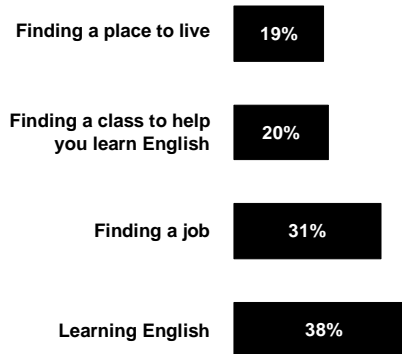 Finding a place to live 19%
Finding a class to help
you learn English 20%
Finding a job 31%
Learning English 38%